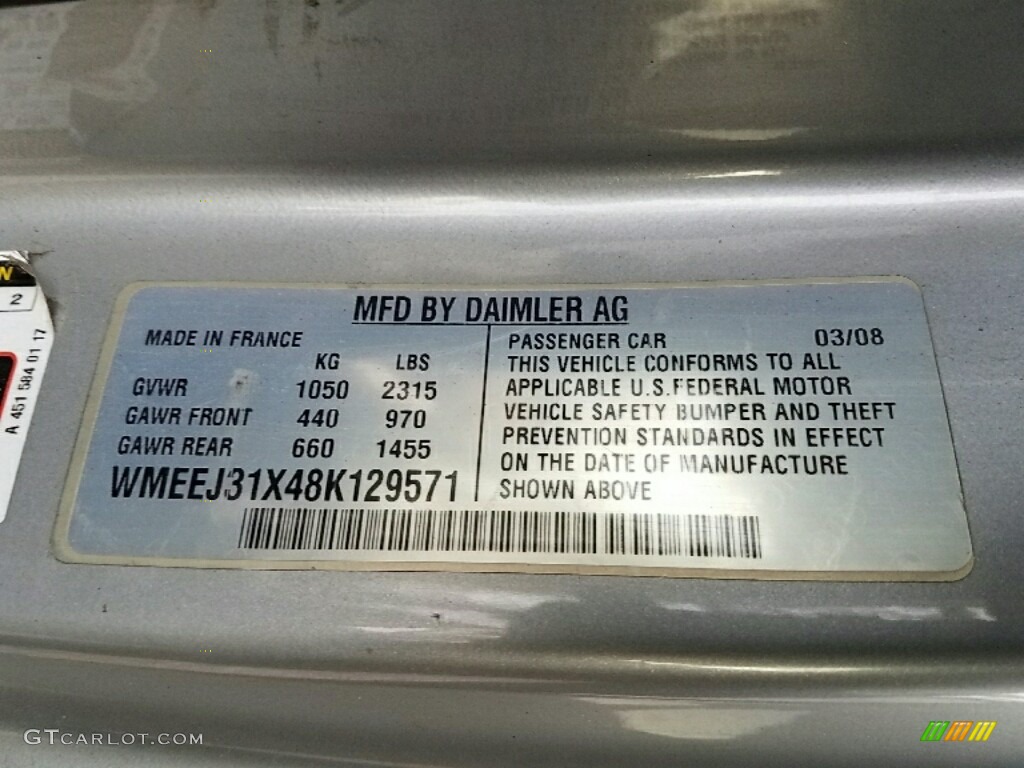 MFD BY DAIMLER AG
MADE IN FRANCE
KG LBS
GVWR 1050 2315
GAWR FRONT 440 970
GAWR REAR 660 1455
WMEEJ31X48K129571
PASSENGER CAR 03/08
THIS VEHICLE CONFORMS TO ALL
APPLICABLE U.S. FEDERAL MOTOR
VEHICLE SAFETY BUMPER AND THEFT
PREVENTION STANDARDS IN EFFECT
ON THE DATE OF MANUFACTURE
SHOWN ABOVE
N
2
A 451 584 01 17
GTCARLOT.COM